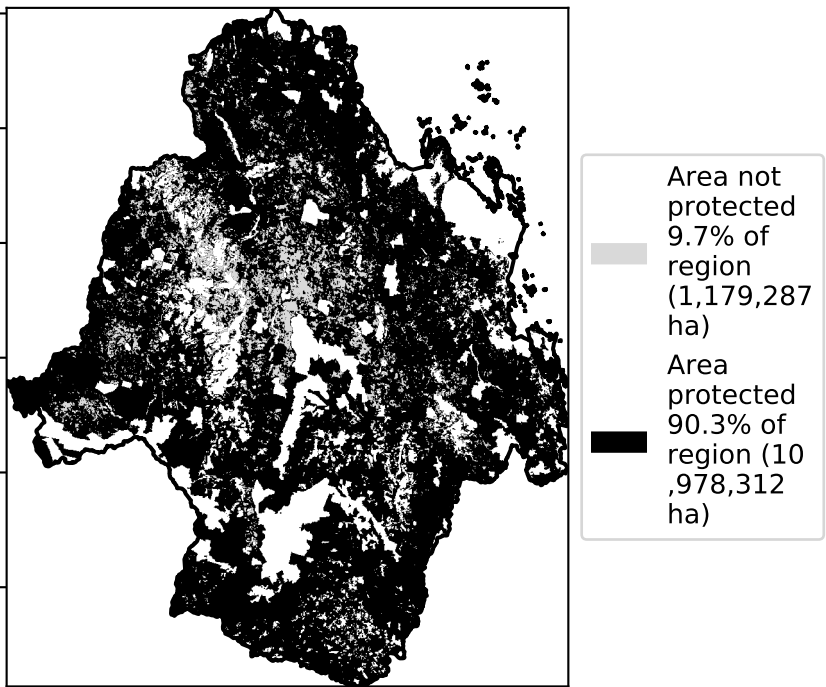 Area not
protected
9.7% of
region
(1,179,287
ha)
Area
protected
90.3% of
region (10
,978,312
ha)